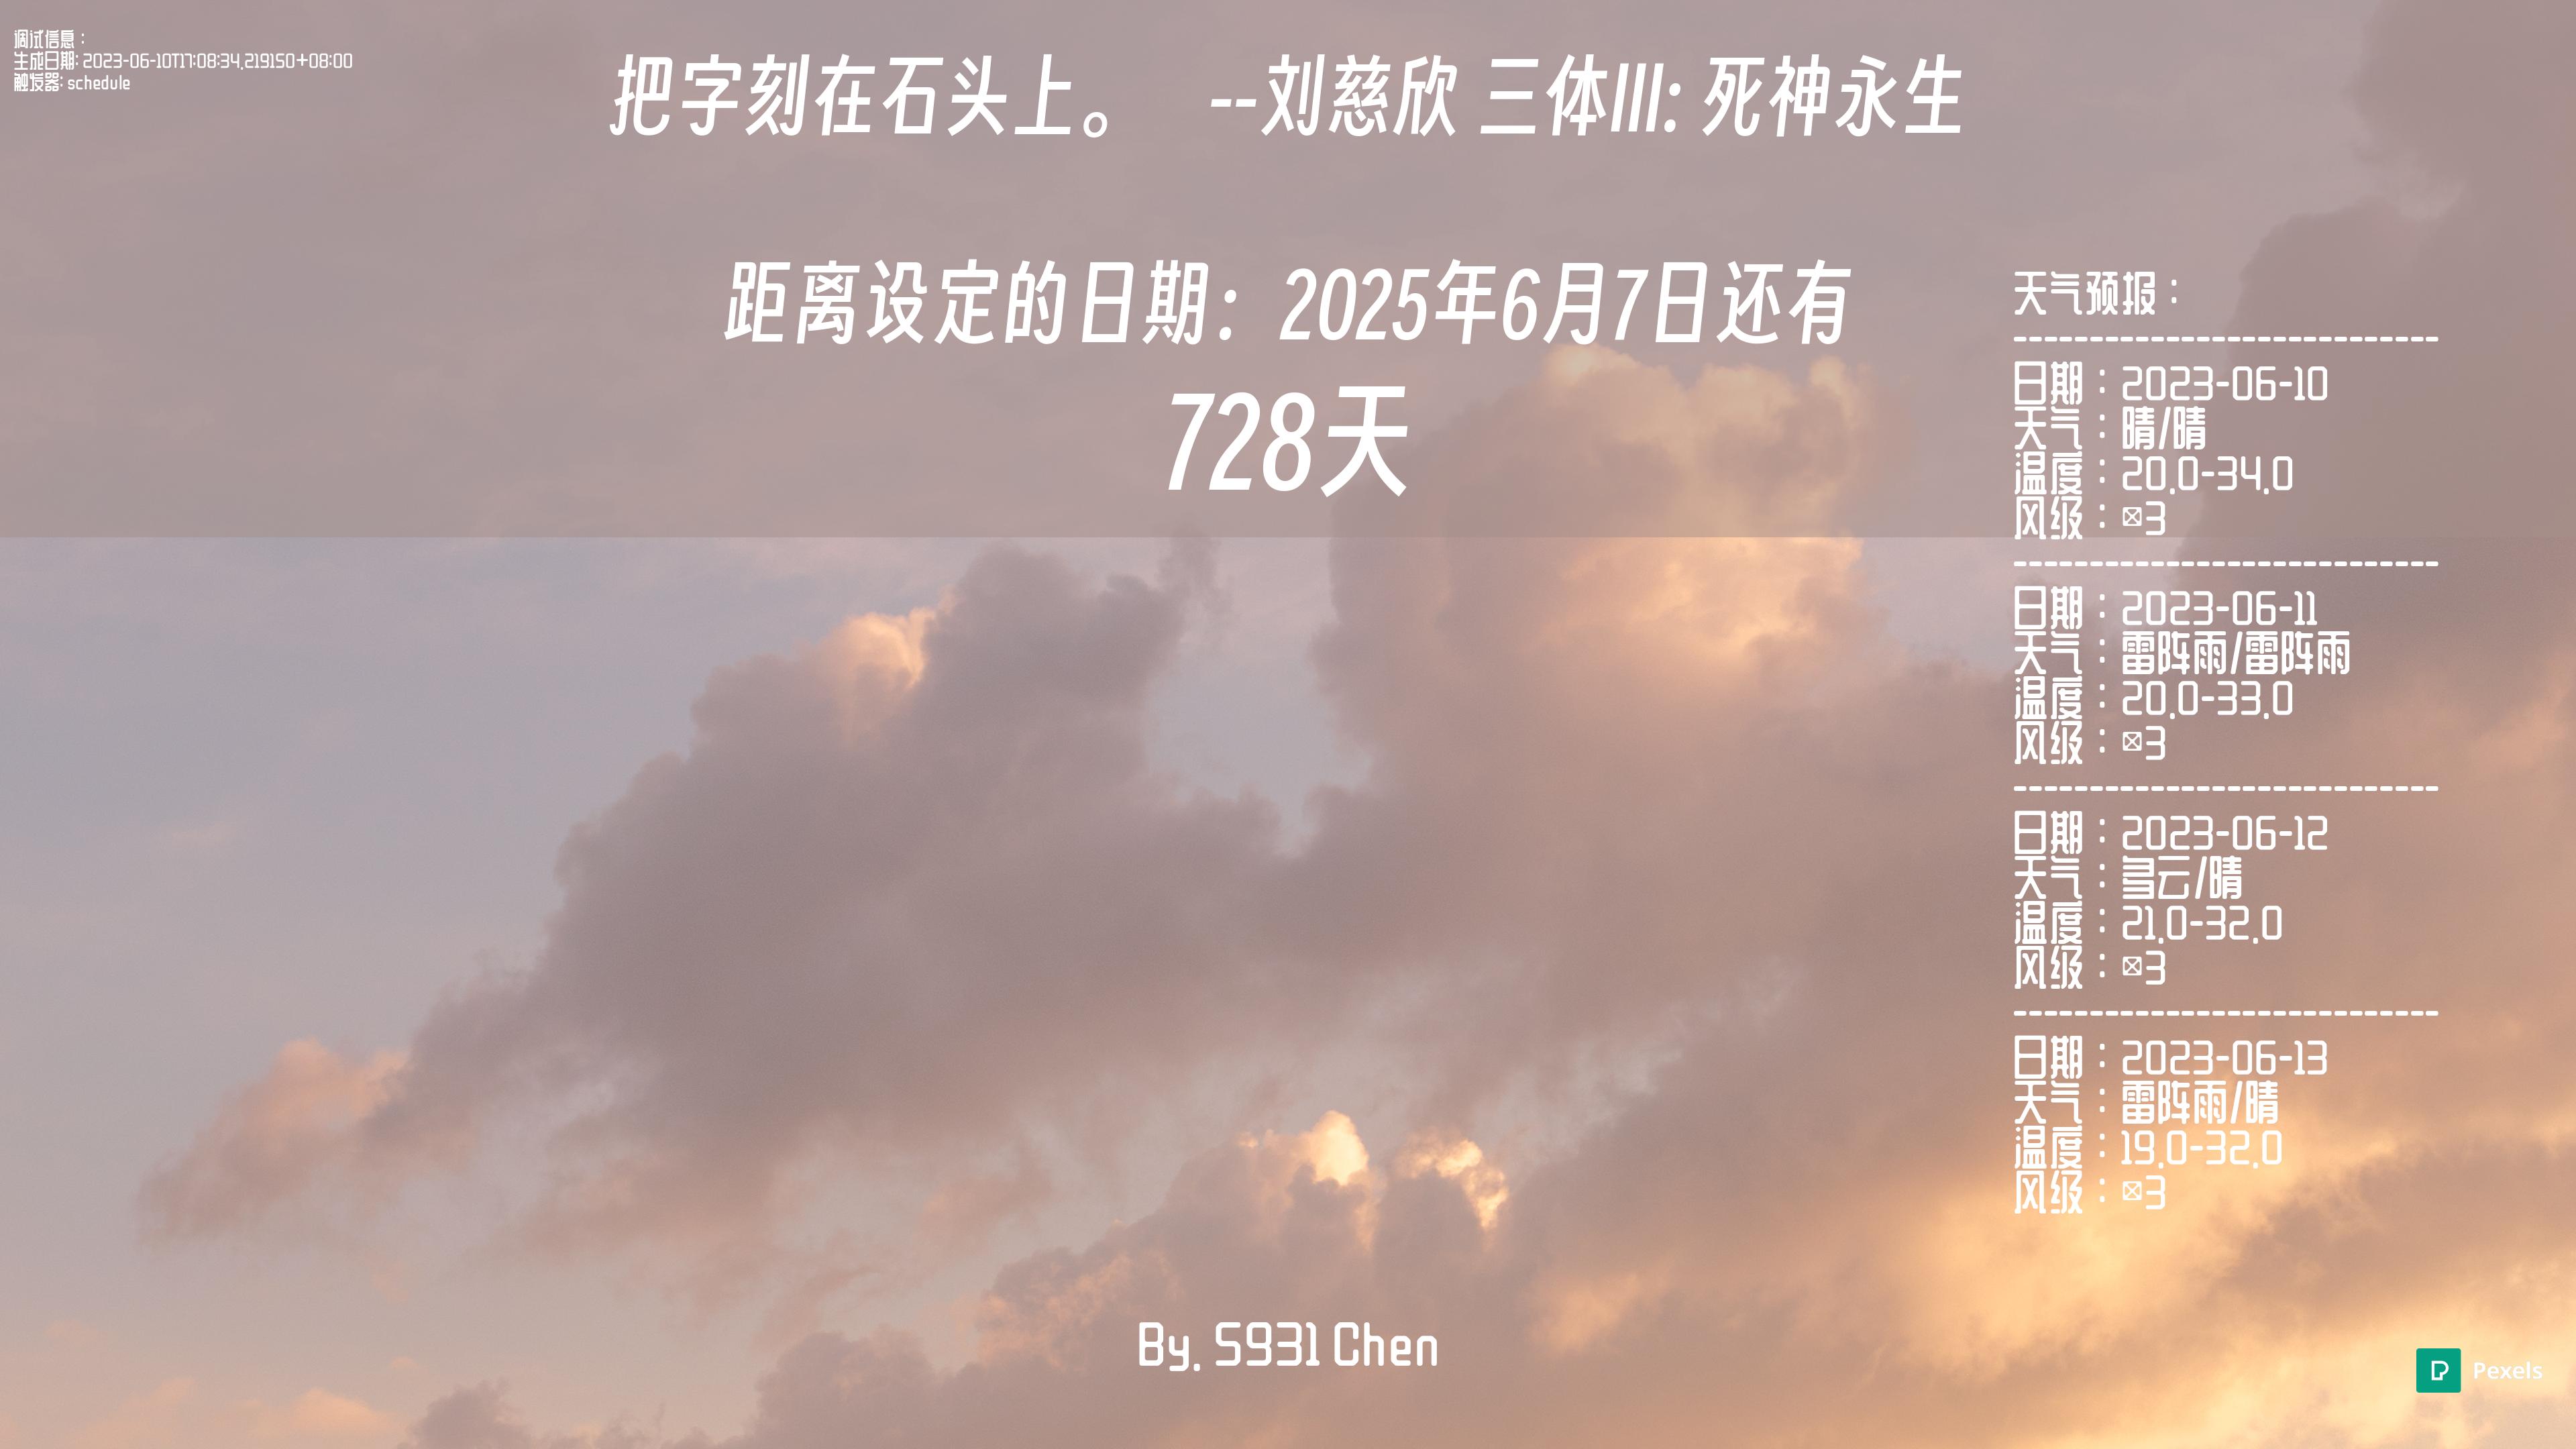 调试信息：
生成日期: 2023-06-10T17:08:34.219150+08:00
触发器: schedule
把字刻在石头上。 --刘慈欣 三体III: 死神永生
距离设定的日期：2025年6月7日还有
728天
天气预报：
----------------------------
日期：2023-06-10
天气：晴/晴
温度：20.0-34.0
风级：3
----------------------------
日期：2023-06-11
天气：雷阵雨/雷阵雨
温度：20.0-33.0
风级：3
----------------------------
日期：2023-06-12
天气：多云/晴
温度：21.0-32.0
风级：3
----------------------------
日期：2023-06-13
天气：雷阵雨/晴
温度：19.0-32.0
风级：3
By. S931 Chen
Pexels